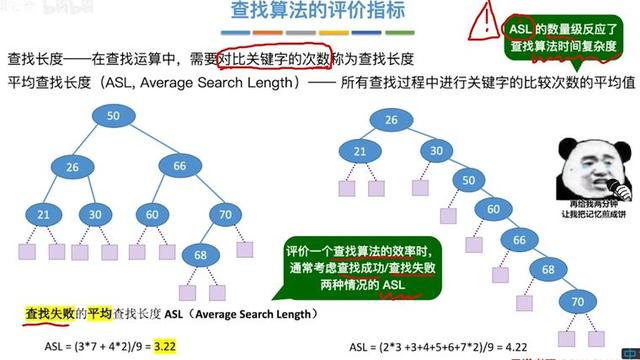 查找算法的评价指标
ASL 的数量级反应了
查找算法时间复杂度
查找长度——在查找运算中，需要对比关键字的次数称为查找长度
平均查找长度（ASL, Average Search Length）—— 所有查找过程中进行关键字的比较次数的平均值
50
26
66
21
30
60
70
68
26
21
30
50
60
66
68
70
再给我两分钟
让我把记忆煎成饼
评价一个查找算法的效率时，
通常考虑查找成功/查找失败
两种情况的 ASL
查找失败的平均查找长度 ASL（Average Search Length）
ASL = (3*7 + 4*2)/9 = 3.22
ASL = (2*3 +3+4+5+6+7*2)/9 = 4.22
中